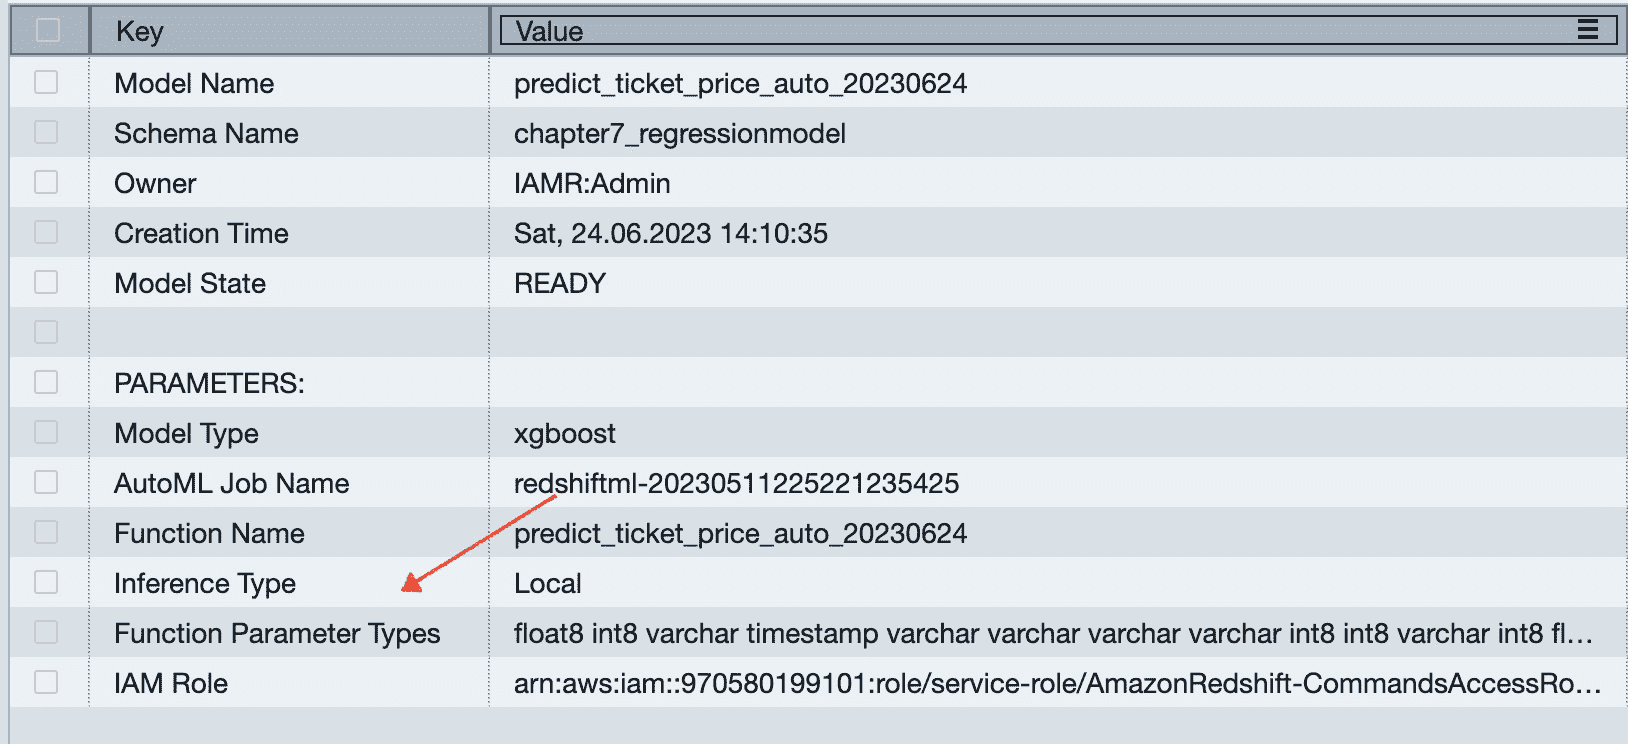 Key Value
Model Name predict_ticket_price_auto_20230624
Schema Name chapter7_regressionmodel
Owner IAMR:Admin
Creation Time Sat, 24.06.2023 14:10:35
Model State READY
PARAMETERS:
Model Type xgboost
AutoML Job Name redshiftml-20230511225221235425
Function Name predict_ticket_price_auto_20230624
Inference Type Local
Function Parameter Types float8 int8 varchar timestamp varchar varchar varchar varchar int8 int8 varchar int8 fl...
IAM Role arn:aws:iam::970580199101:role/service-role/AmazonRedshift-CommandsAccessRo...